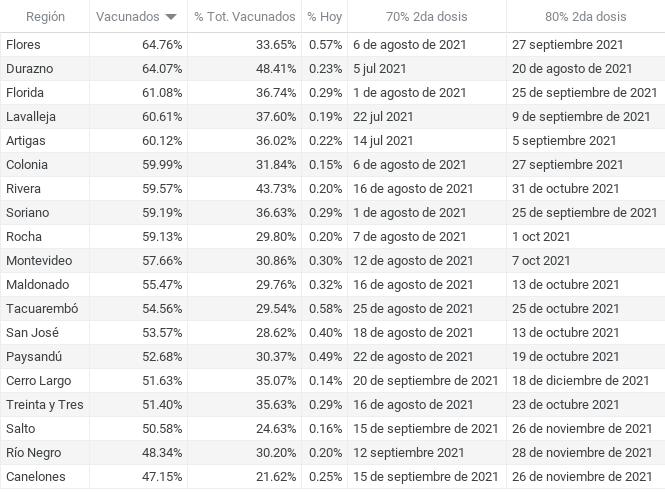 Región Vacunados % Tot. Vacunados % Hoy 70% 2da dosis 80% 2da dosis
Flores 64.76% 33.65% 0.57% 6 de agosto de 2021 27 septiembre 2021
Durazno 64.07% 48.41% 0.23% 5 jul 2021 20 de agosto de 2021
Florida 61.08% 36.74% 0.29% 1 de agosto de 2021 25 de septiembre de 2021
Lavalleja 60.61% 37.60% 0.19% 22 jul 2021 9 de septiembre de 2021
Artigas 60.12% 36.02% 0.22% 14 jul 2021 5 septiembre 2021
Colonia 59.99% 31.84% 0.15% 6 de agosto de 2021 27 septiembre 2021
Rivera 59.57% 43.73% 0.20% 16 de agosto de 2021 31 de octubre 2021
Soriano 59.19% 36.63% 0.29% 1 de agosto de 2021 25 de septiembre de 2021
Rocha 59.13% 29.80% 0.20% 7 de agosto de 2021 1 oct 2021
Montevideo 57.66% 30.86% 0.30% 12 de agosto de 2021 7 oct 2021
Maldonado 55.47% 29.76% 0.32% 16 de agosto de 2021 13 de octubre 2021
Tacuarembó 54.56% 29.54% 0.58% 25 de agosto de 2021 25 de octubre 2021
San José 53.57% 28.62% 0.40% 18 de agosto de 2021 13 de octubre 2021
Paysandú 52.68% 30.37% 0.49% 22 de agosto de 2021 19 de octubre 2021
Cerro Largo 51.63% 35.07% 0.14% 20 de septiembre de 2021 18 de diciembre de 2021
Treinta y Tres 51.40% 35.63% 0.29% 16 de agosto de 2021 23 de octubre 2021
Salto 50.58% 24.63% 0.16% 15 de septiembre de 2021 26 de noviembre de 2021
Río Negro 48.34% 30.20% 0.20% 12 septiembre 2021 28 de noviembre de 2021
Canelones 47.15% 21.62% 0.25% 15 de septiembre de 2021 26 de noviembre de 2021